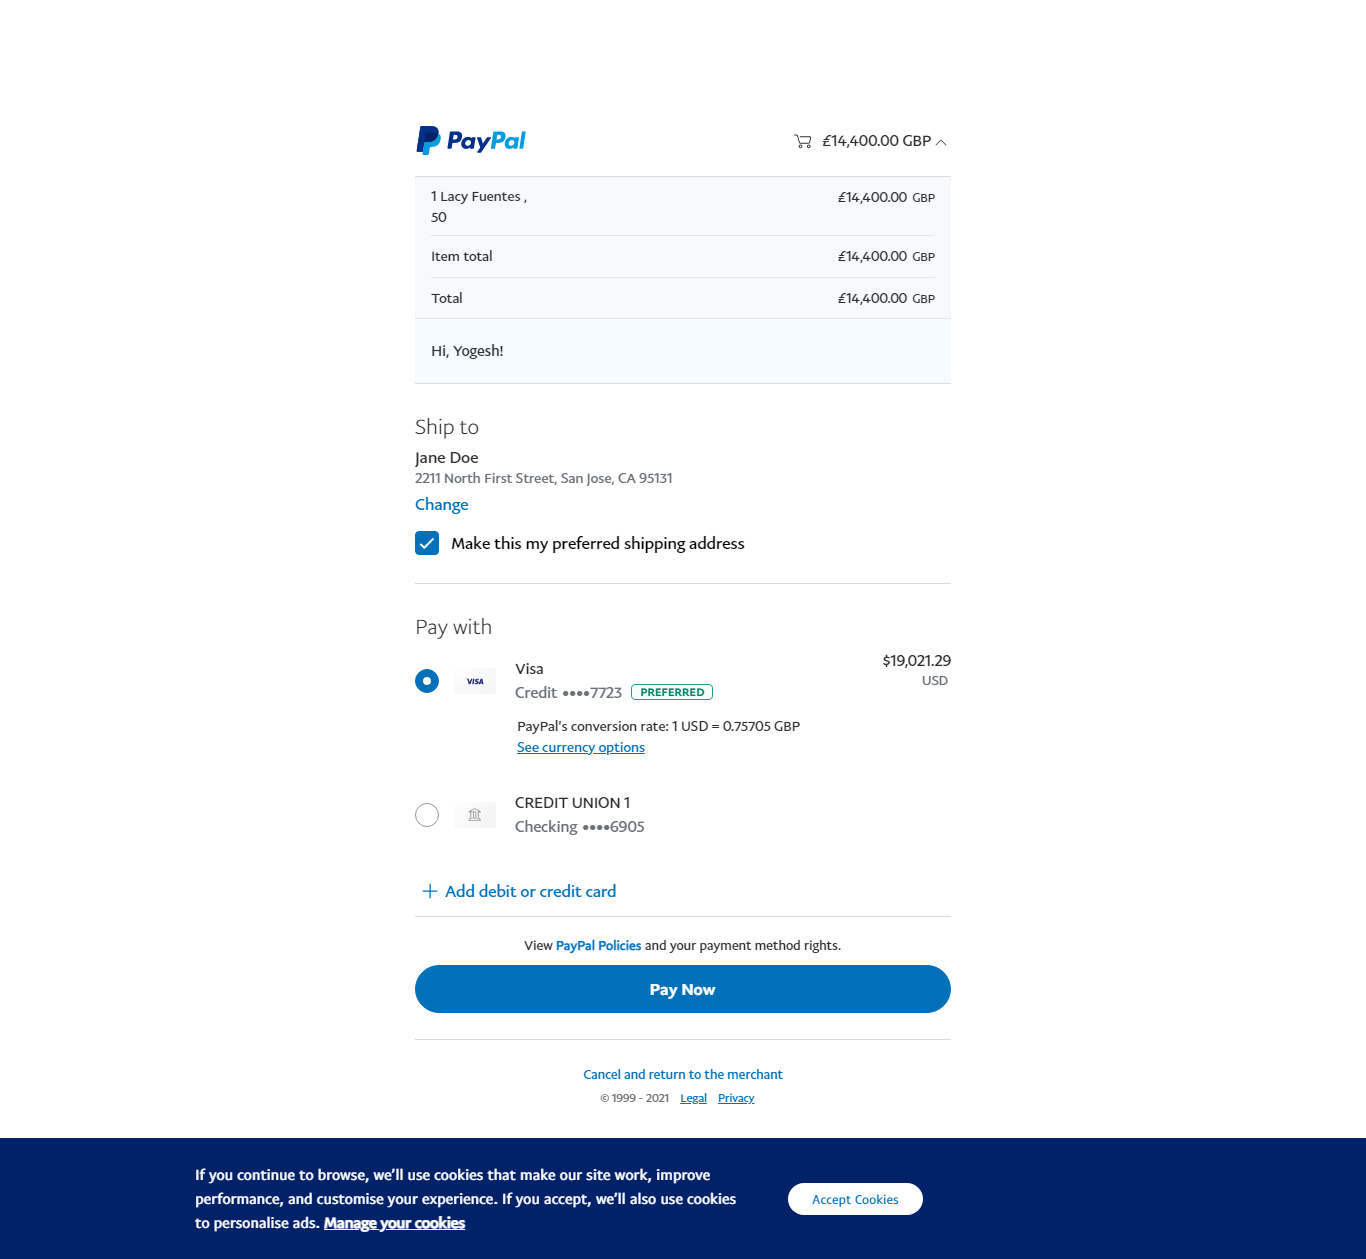 PayPal
£14,400.00 GBP
1 Lacy Fuentes ,
50
£14,400.00 GBP
Item total
£14,400.00 GBP
Total
£14,400.00 GBP
Hi, Yogesh!
Ship to
Jane Doe
2211 North First Street, San Jose, CA 95131
Change
Make this my preferred shipping address
Pay with
VISA
Visa
Credit ••••7723 PREFERRED
$19,021.29
USD
PayPal's conversion rate: 1 USD = 0.75705 GBP
See currency options
CREDIT UNION 1
Checking ••••6905
Add debit or credit card
View PayPal Policies and your payment method rights.
Pay Now
Cancel and return to the merchant
© 1999 - 2021 Legal Privacy
If you continue to browse, we’ll use cookies that make our site work, improve
performance, and customise your experience. If you accept, we’ll also use cookies
to personalise ads. Manage your cookies
Accept Cookies